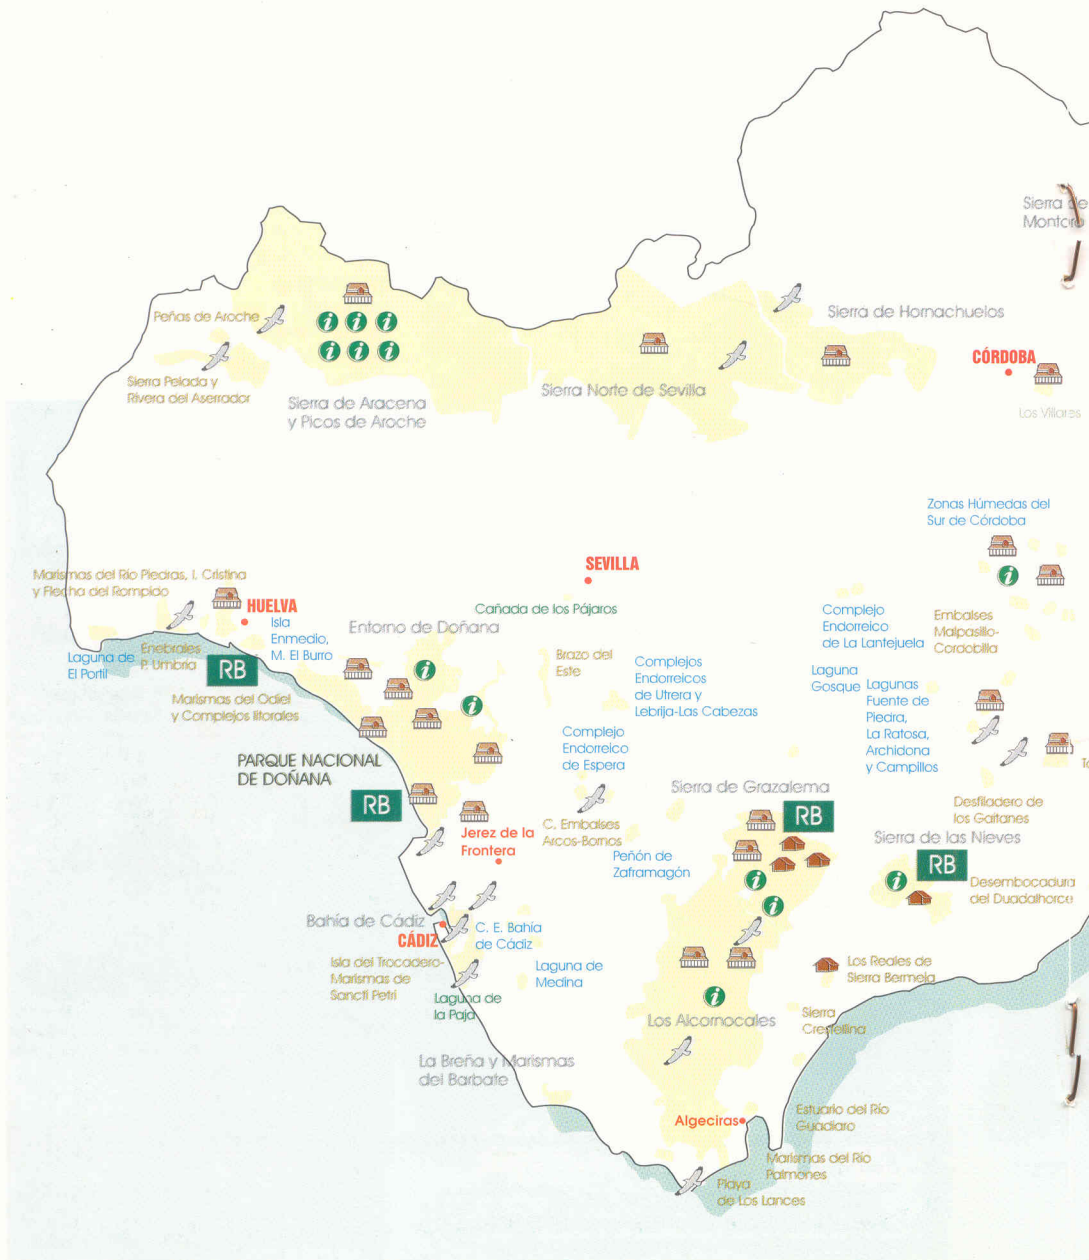 Sierra de
Montoro
Peñas de Aroche
Sierra de Hornachuelos
CÓRDOBA
Sierra Pelada y
Rivera del Aserrador
Sierra de Aracena
y Picos de Aroche
Sierra Norte de Sevilla
Los Villares
Zonas Húmedas del
Sur de Córdoba
SEVILLA
Marismas del Río Piedras, I. Cristina
y Flecha del Rompido
HUELVA
Isla
Enmedio,
M. El Burro
Cañada de los Pájaros
Entorno de Doñana
Complejo
Endorreico
de La Lantejuela
Embalses
Malpasillo-
Cordobilla
Laguna de
El Portil
Enebrales
P. Umbría
RB
Marismas del Odiel
y Complejos litorales
Brazo del
Este
Complejos
Endorreicos
de Utrera y
Lebrija-Las Cabezas
Laguna
Gosque
Lagunas
Fuente de
Piedra,
La Ratosa,
Archidona
y Campillos
Complejo
Endorreico
de Espera
PARQUE NACIONAL
DE DOÑANA
RB
Sierra de Grazalema
RB
Desfiladero de
los Gaitanes
C. Embalses
Arcos-Bornos
Jerez de la
Frontera
Peñón de
Zaframagón
Sierra de las Nieves
RB
Desembocadura
del Duadalhorce
Bahía de Cádiz
CÁDIZ
C. E. Bahía
de Cádiz
Isla del Trocadero-
Marismas de
Sancti Petri
Laguna de
Medina
Laguna de
la Paja
Los Reales de
Sierra Bermeja
Sierra
Crestellina
Los Alcornocales
La Breña y Marismas
del Barbate
Algeciras
Estuario del Río
Guadiaro
Marismas del Río
Palmones
Playa
de Los Lances